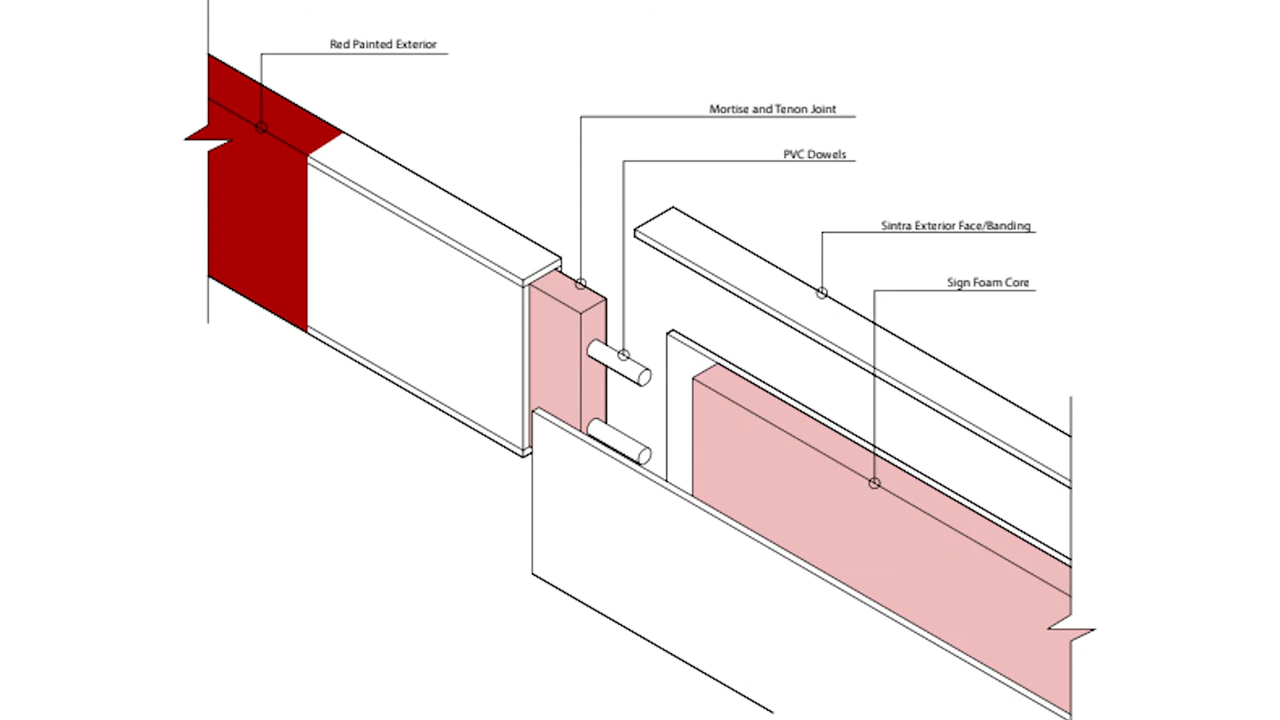 Red Painted Exterior
Mortise and Tenon Joint
PVC Dowels
Sintra Exterior Face/Banding
Sign Foam Core